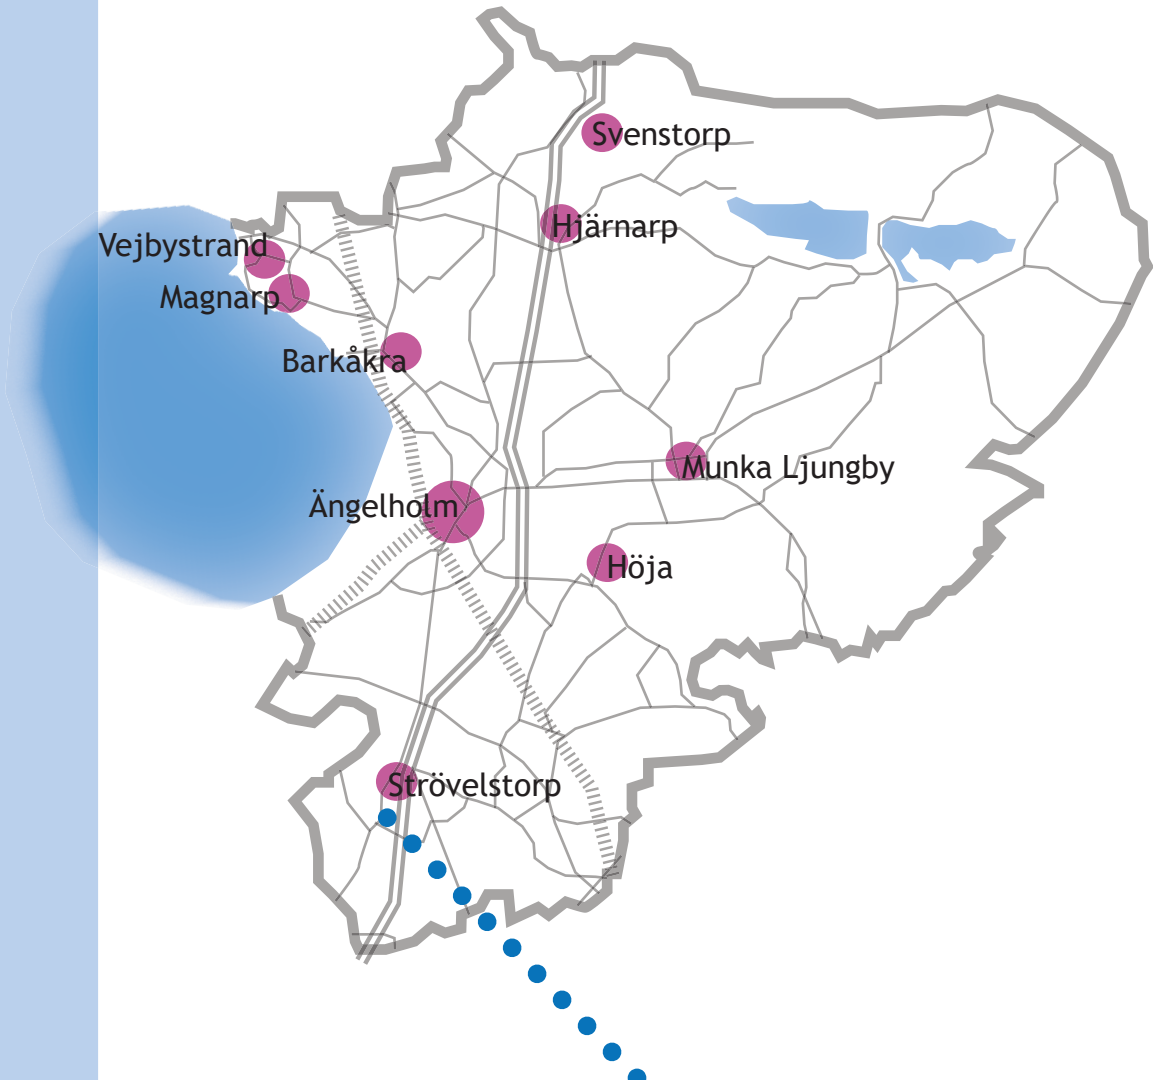 Svenstorp
Hjärnarp
Vejbystrand
Magnarp
Barkåkra
Munka Ljungby
Ängelholm
Höja
Strövelstorp